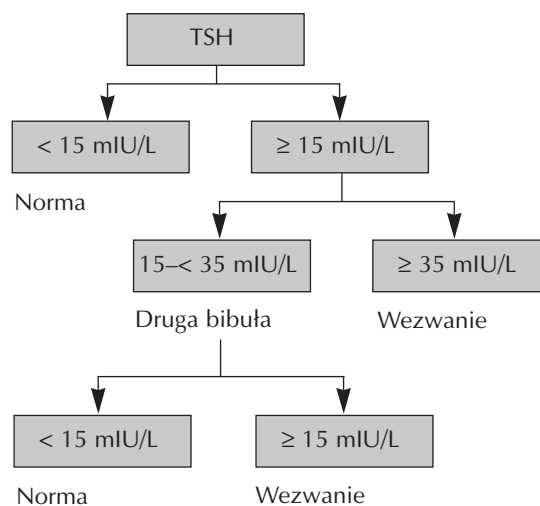 TSH
< 15 mIU/L
≥ 15 mIU/L
Norma
15–< 35 mIU/L
≥ 35 mIU/L
Druga bibuła
Wezwanie
< 15 mIU/L
≥ 15 mIU/L
Norma
Wezwanie